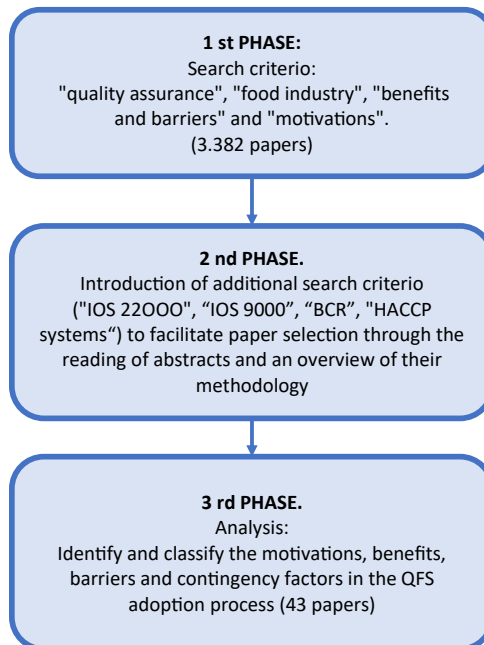 1 st PHASE:
Search criterio:
"quality assurance", "food industry", "benefits
and barriers" and "motivations".
(3.382 papers)
2 nd PHASE.
Introduction of additional search criterio
("IOS 22OOO", “IOS 9000”, “BCR”, "HACCP
systems“) to facilitate paper selection through the
reading of abstracts and an overview of their
methodology
3 rd PHASE.
Analysis:
Identify and classify the motivations, benefits,
barriers and contingency factors in the QFS
adoption process (43 papers)